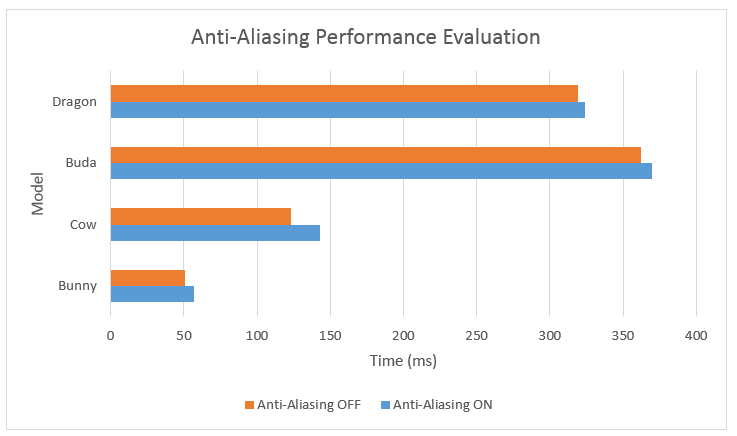 Anti-Aliasing Performance Evaluation
Dragon
Buda
Cow
Bunny
Model
0 50 100 150 200 250 300 350 400
Time (ms)
Anti-Aliasing OFF Anti-Aliasing ON